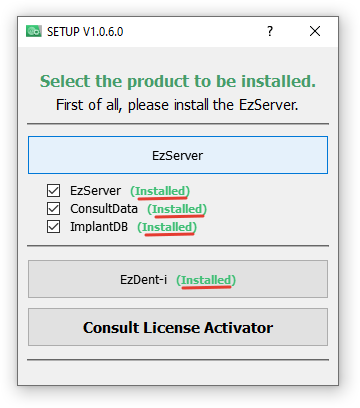 SETUP V1.0.6.0
Select the product to be installed.
First of all, please install the EzServer.
EzServer
EzServer (Installed)
ConsultData (Installed)
ImplantDB (Installed)
EzDent-i (Installed)
Consult License Activator